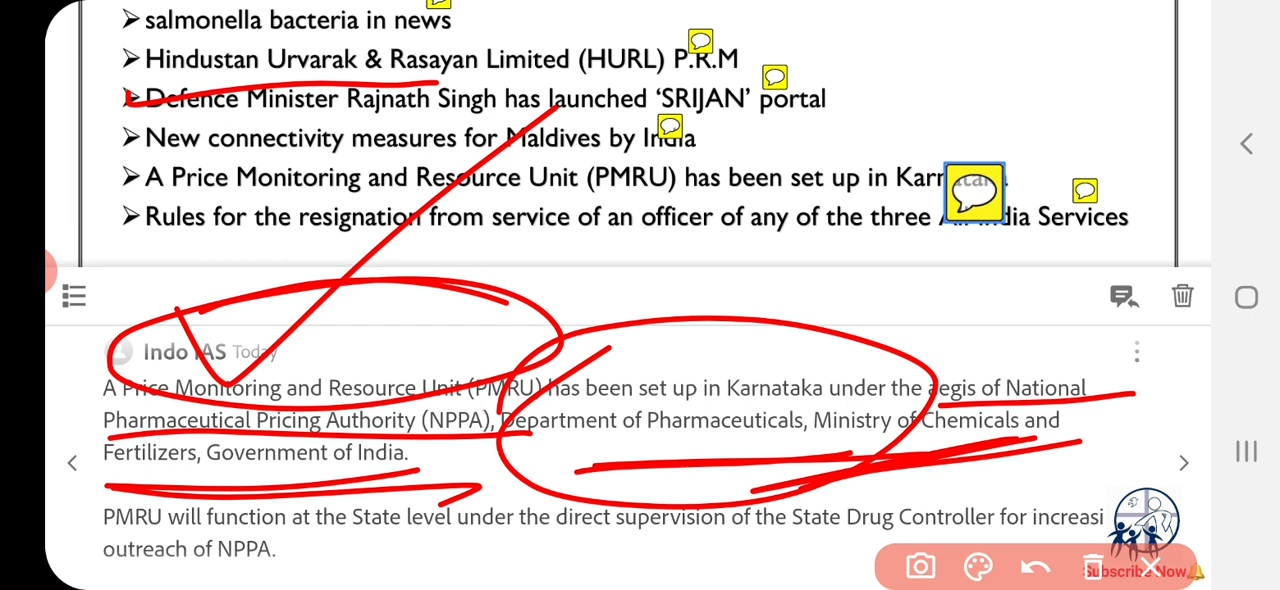 ➢ salmonella bacteria in news
➢ Hindustan Urvarak & Rasayan Limited (HURL) P.R.M
➢ Defence Minister Rajnath Singh has launched ‘SRIJAN’ portal
➢ New connectivity measures for Maldives by India
➢ A Price Monitoring and Resource Unit (PMRU) has been set up in Karnataka
➢ Rules for the resignation from service of an officer of any of the three All India Services
Indo IAS Today
A Price Monitoring and Resource Unit (PMRU) has been set up in Karnataka under the aegis of National
Pharmaceutical Pricing Authority (NPPA), Department of Pharmaceuticals, Ministry of Chemicals and
Fertilizers, Government of India.
PMRU will function at the State level under the direct supervision of the State Drug Controller for increasi
outreach of NPPA.
Subscribe Now